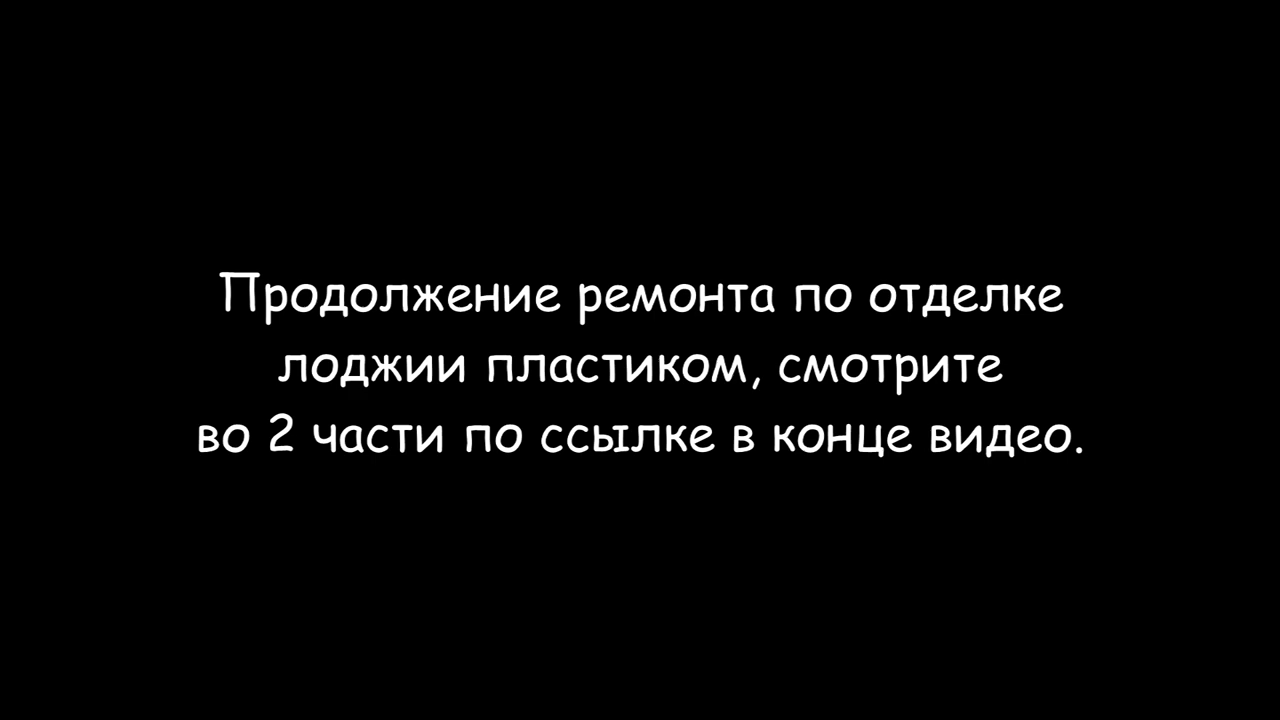 Продолжение ремонта по отделке
лоджии пластиком, смотрите
во 2 части по ссылке в конце видео.